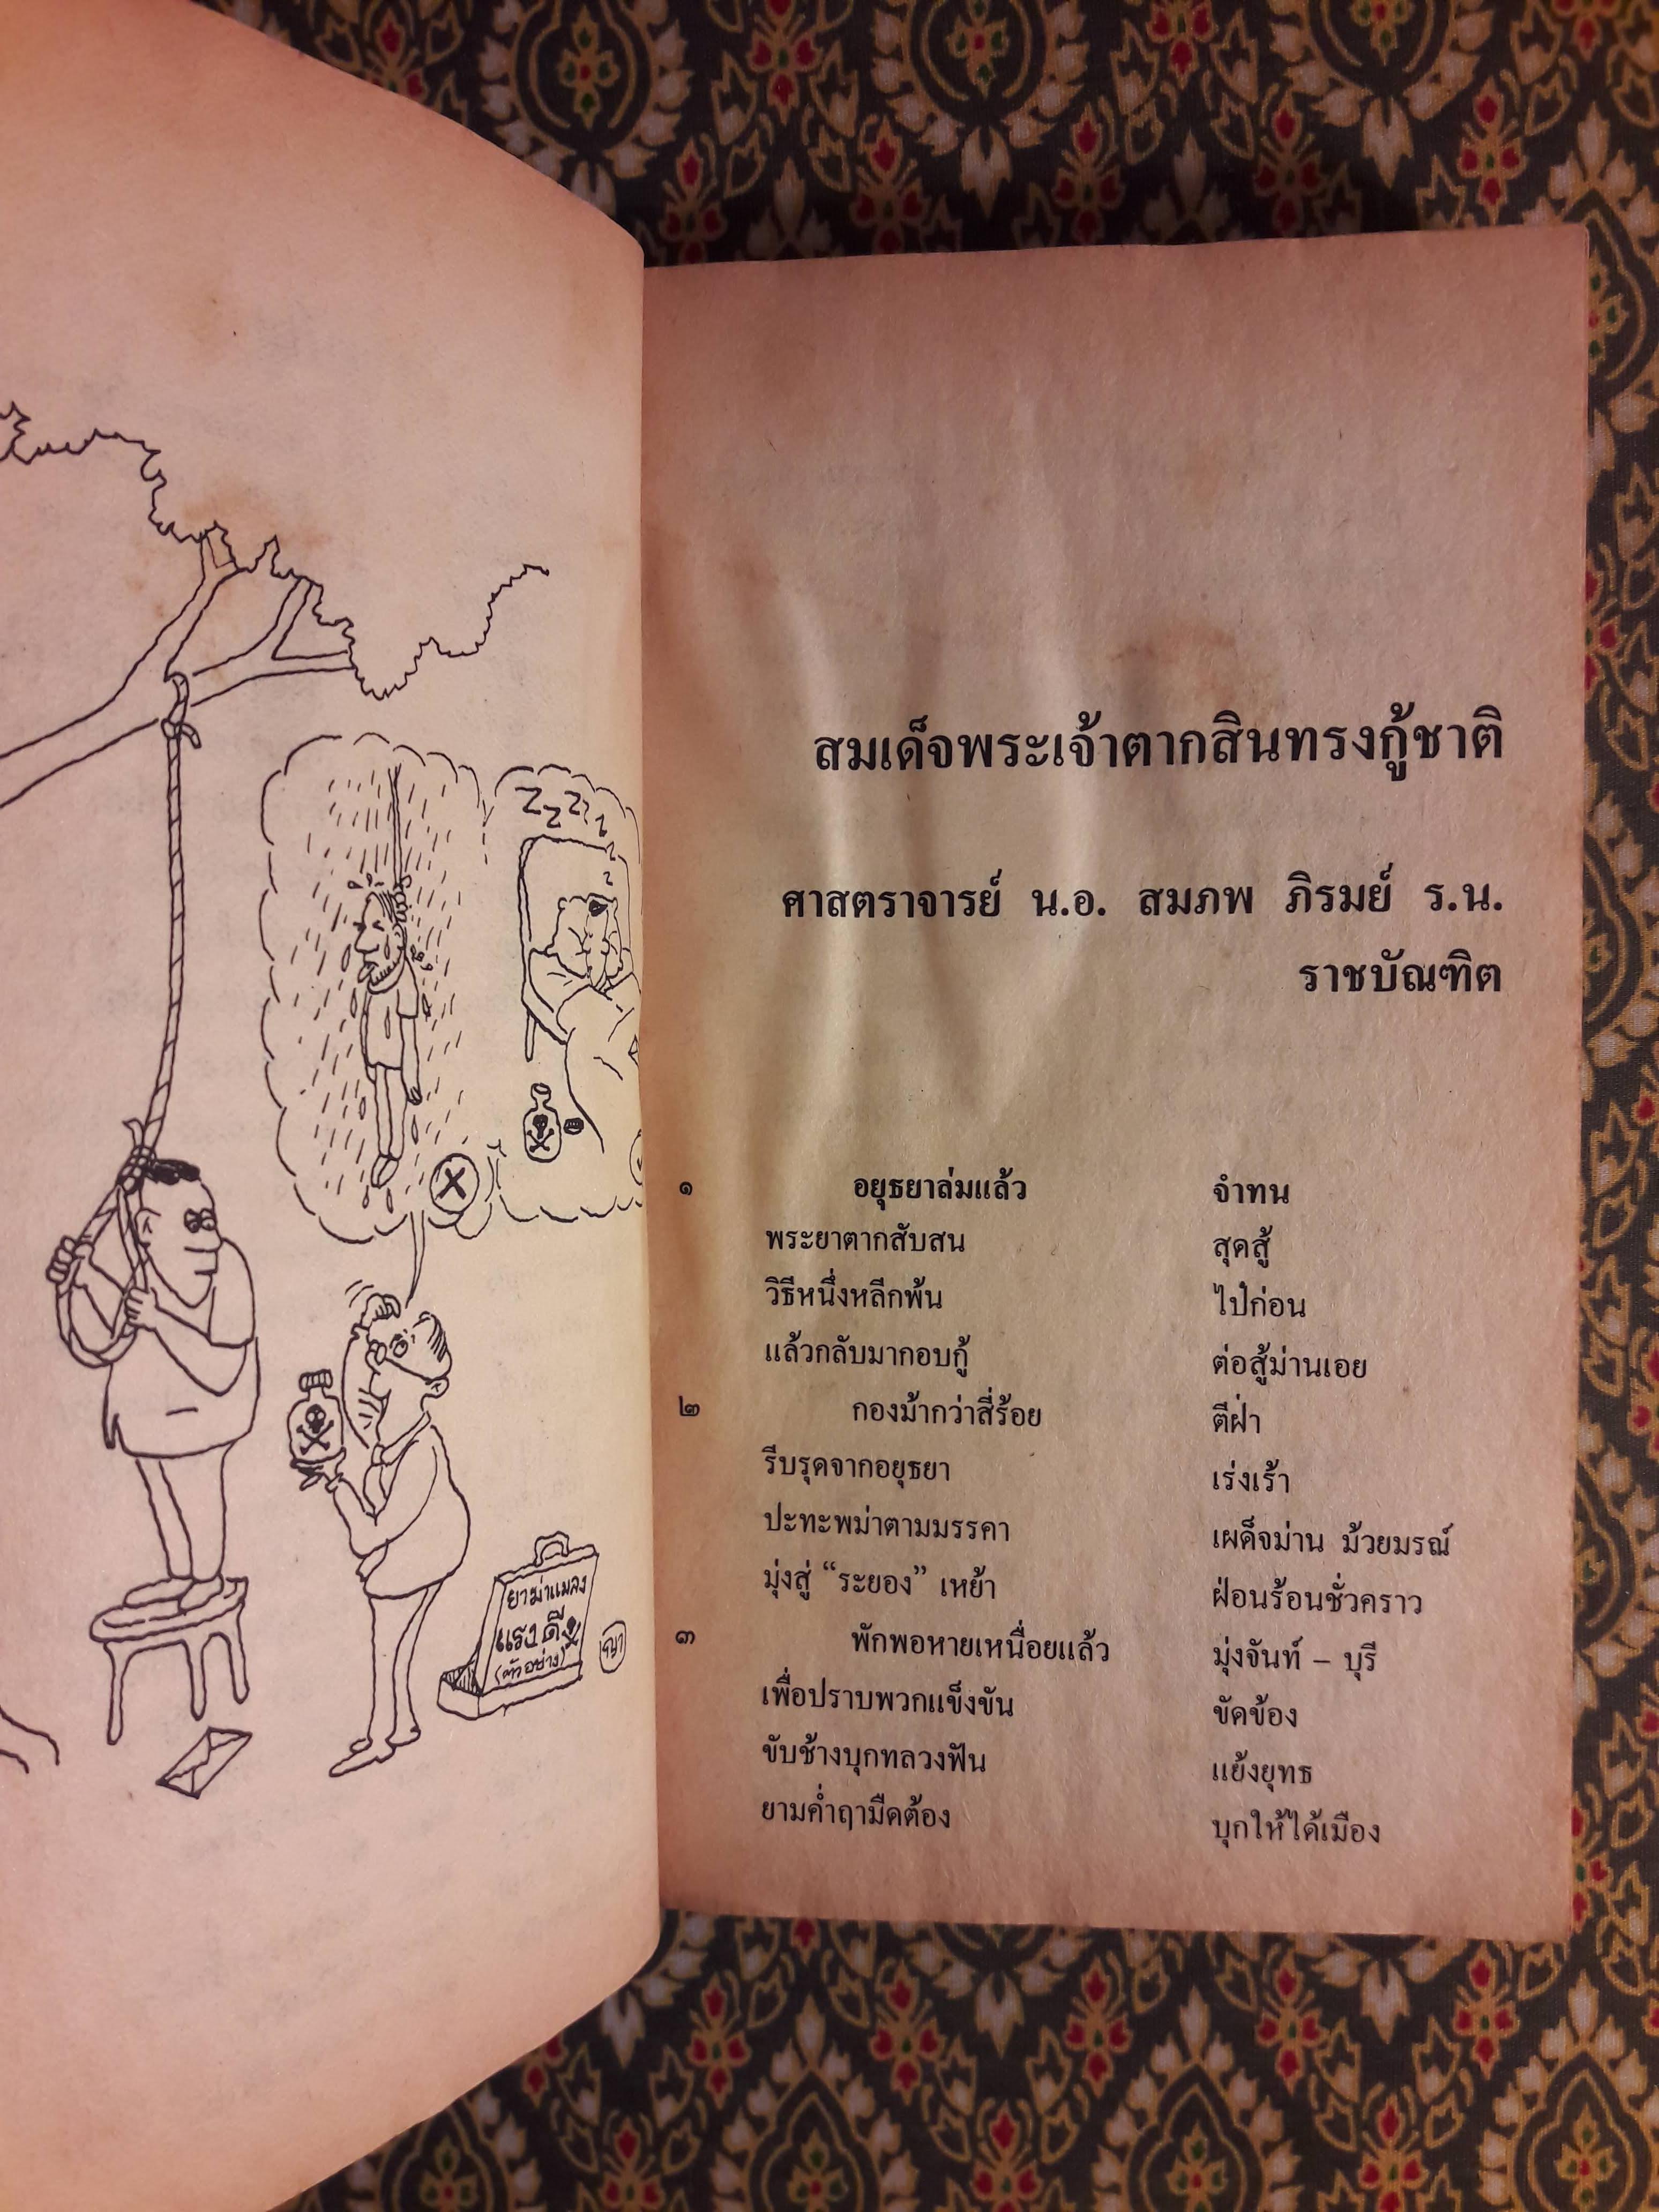 zzzz
ยาฆ่าแมลง
แรงดี
(ตัวอย่าง)
สมเด็จพระเจ้าตากสินทรงกู้ชาติ
ศาสตราจารย์ น.อ. สมภพ ภิรมย์ ร.น.
ราชบัณฑิต
๑ อยุธยาล่มแล้ว จำทน
พระยาตากสับสน สุดสู้
วิธีหนึ่งหลีกพ้น ไปก่อน
แล้วกลับมากอบกู้ ต่อสู้ม่านเอย
๒ กองม้ากว่าสี่ร้อย ตีฝ่า
รีบรุดจากอยุธยา เร่งเร้า
ปะทะพม่าตามมรรคา เผด็จม่าน ม้วยมรณ์
มุ่งสู่ “ระยอง” เหย้า ฝ่อนร้อนชั่วคราว
๓ พักพอหายเหนื่อยแล้ว มุ่งจันท์ – บุรี
เพื่อปราบพวกแข็งขัน ขัดข้อง
ขับช้างบุกทลวงฟัน แย้งยุทธ
ยามค่ำฤามืดต้อง บุกให้ได้เมือง